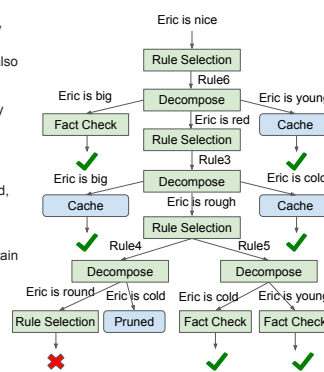 Eric is nice
also
Rule Selection
Rule6
Eric is big
Decompose
Eric is young
Fact Check
Eric is red
Cache
Rule Selection
Rule3
Eric is big
Decompose
Eric is cold
Cache
Eric is rough
Cache
Rule Selection
Rule4
Rule5
Decompose
Decompose
Eric is round
Eric is cold
Eric is cold
Eric is young
Rule Selection
Pruned
Fact Check
Fact Check